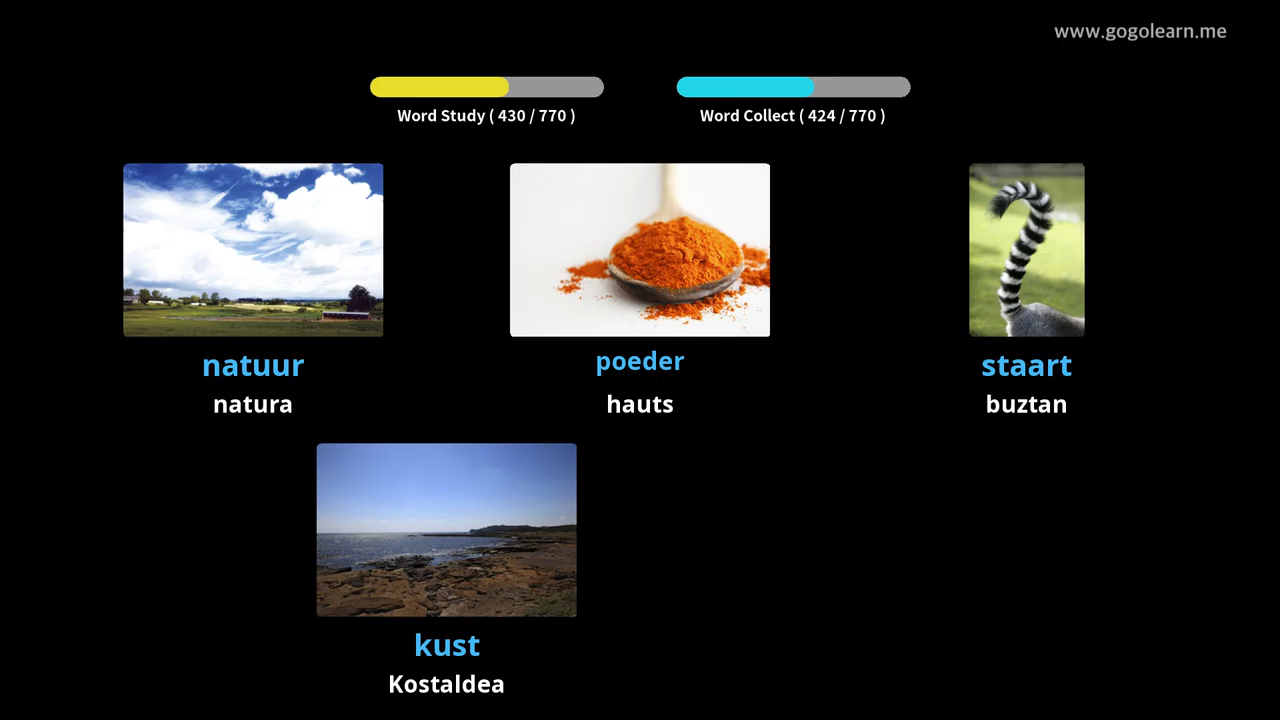 www.gogolearn.me
Word Study ( 430 / 770 )
Word Collect ( 424 / 770 )
natuur
natura
poeder
hauts
staart
buztan
kust
Kostaldea